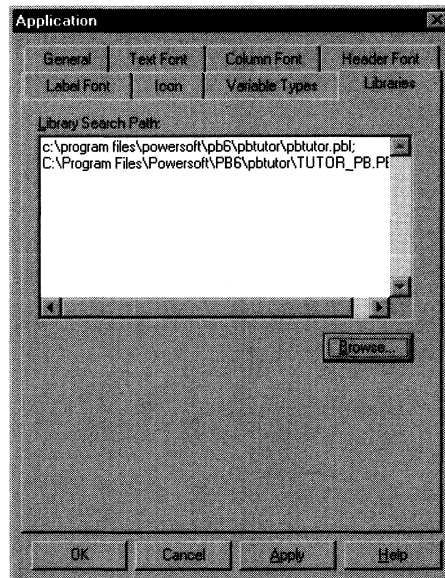 Application
General Text Font Column Font Header Font
Label Font Icon Variable Types Libraries
Library Search Path:
c:\program files\powersoft\pb6\pbtutor\pbtutor.pbl;
C:\Program Files\Powersoft\PB6\pbtutor\TUTOR_PB.PE
Browse...
OK Cancel Apply Help